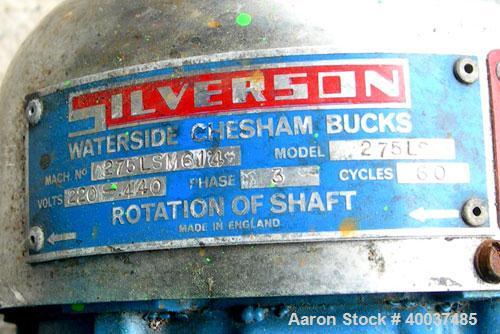 SILVERSON
WATERSIDE CHESHAM BUCKS
MACH. Nº 275LSM614 MODEL 275LS
VOLTS 220-440 PHASE 3 CYCLES 60
ROTATION OF SHAFT
MADE IN ENGLAND
Aaron Stock # 40037485